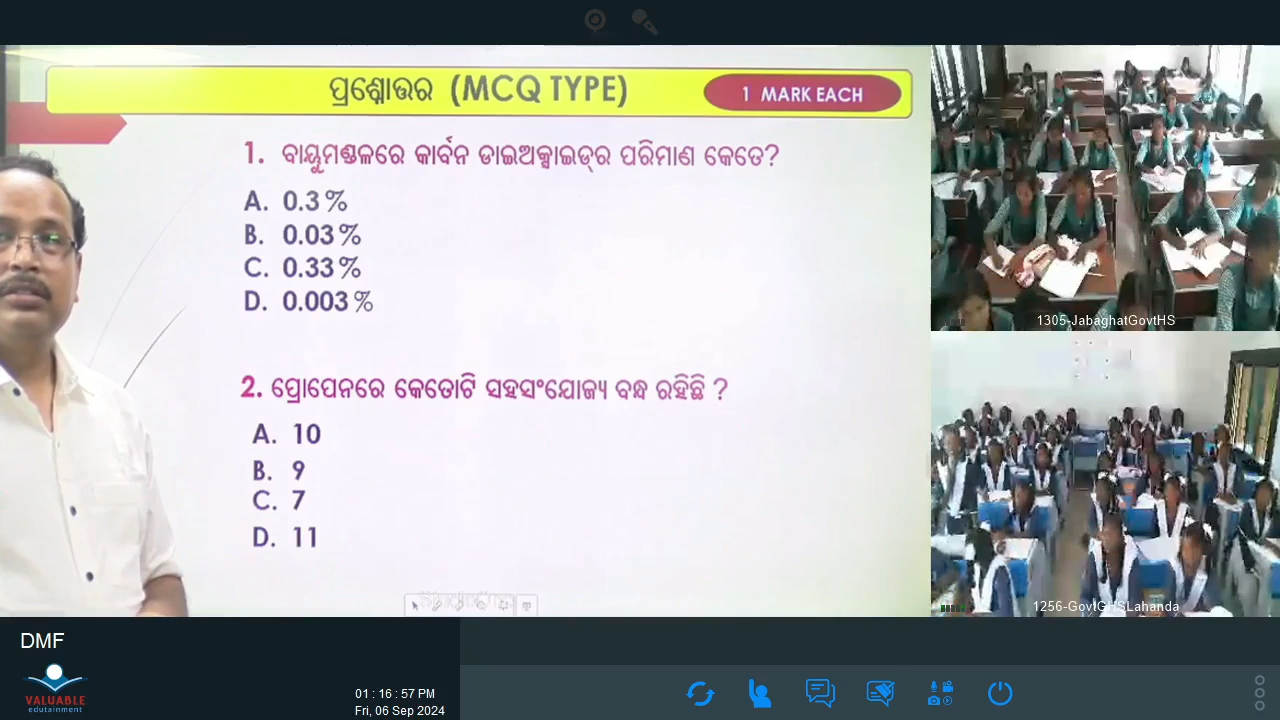 ପ୍ରଶ୍ନୋତ୍ତର (MCQ TYPE)
1 MARK EACH
1. ବାୟୁମଣ୍ଡଳରେ କାର୍ବନ ଡାଇଅକ୍ସାଇଡ୍‌ର ପରିମାଣ କେତେ?
A. 0.3 %
B. 0.03 %
C. 0.33 %
D. 0.003 %
2. ପ୍ରୋପେନରେ କେତୋଟି ସହସଂଯୋଜ୍ୟ ବନ୍ଧ ରହିଛି ?
A. 10
B. 9
C. 7
D. 11
1305-JabaghatGovtHS
1256-GovtGHSLahanda
DMF
VALUABLE
edutainment
01 : 16 : 57 PM
Fri, 06 Sep 2024